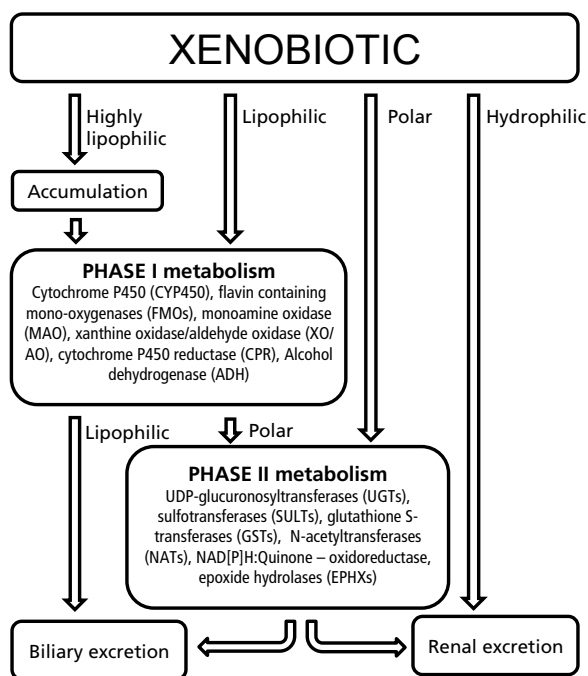 XENOBIOTIC
Highly
lipophilic
Lipophilic
Polar
Hydrophilic
Accumulation
PHASE I metabolism
Cytochrome P450 (CYP450), flavin containing
mono-oxygenases (FMOs), monoamine oxidase
(MAO), xanthine oxidase/aldehyde oxidase (XO/
AO), cytochrome P450 reductase (CPR), Alcohol
dehydrogenase (ADH)
Lipophilic
Polar
PHASE II metabolism
UDP-glucuronosyltransferases (UGTs),
sulfotransferases (SULTs), glutathione S-
transferases (GSTs), N-acetyltransferases
(NATs), NAD[P]H:Quinone – oxidoreductase,
epoxide hydrolases (EPHXs)
Biliary excretion
Renal excretion